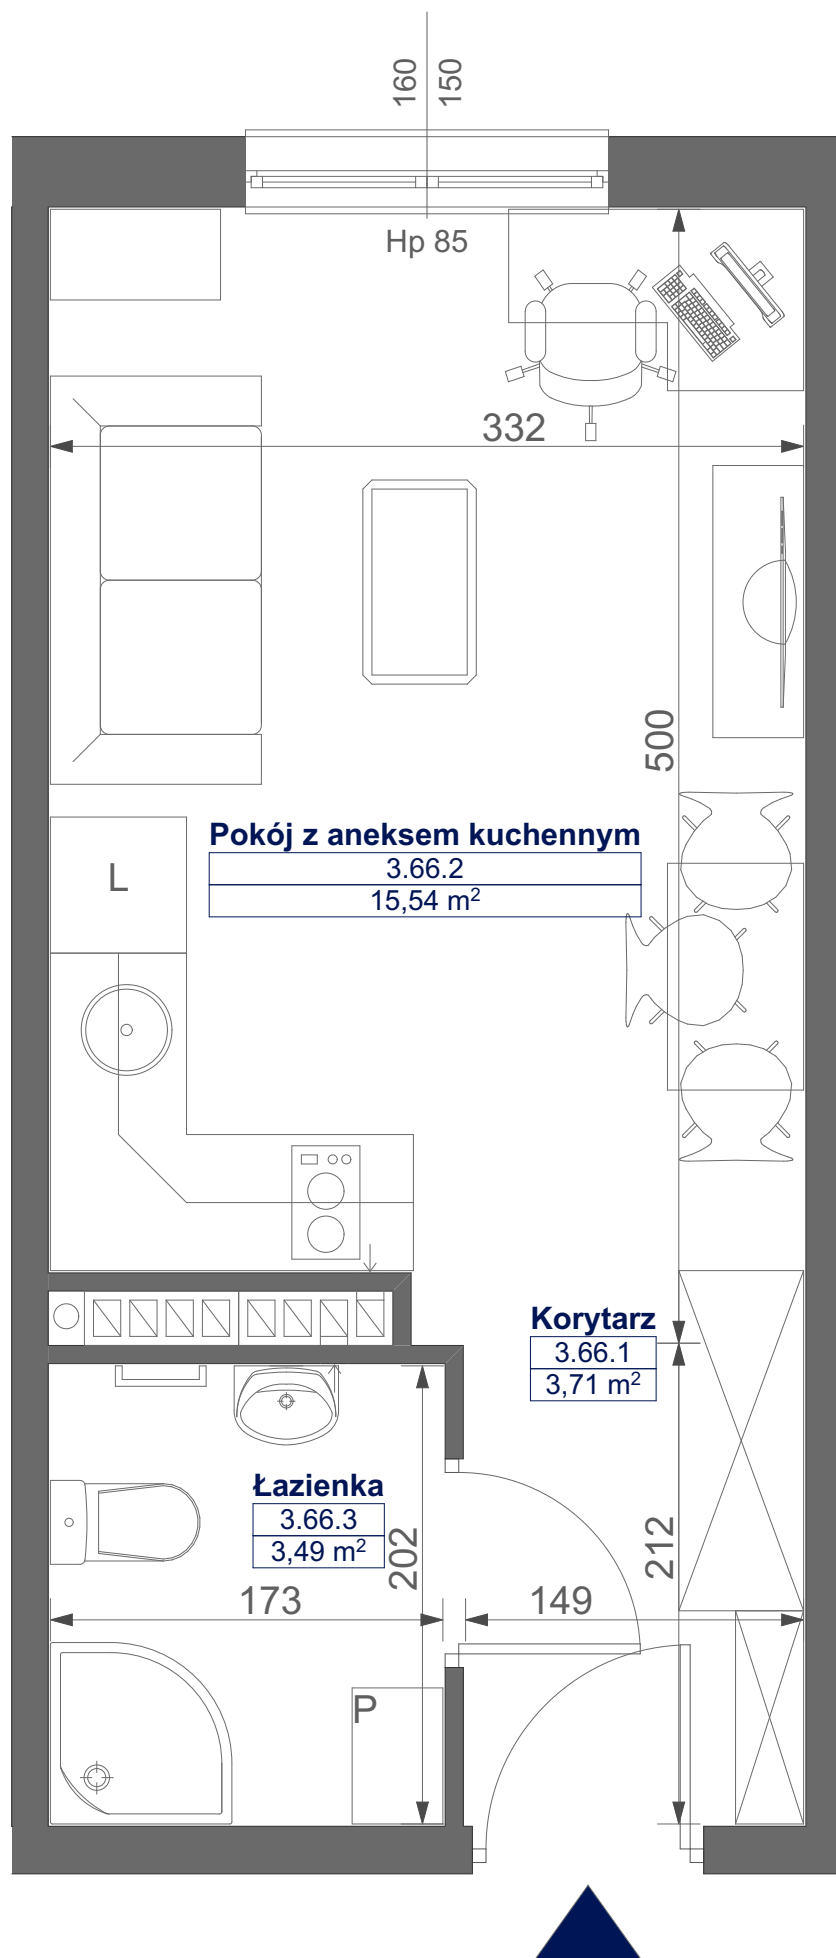 160
150
Hp 85
332
500
Pokój z aneksem kuchennym
3.66.2
15,54 m²
L
Korytarz
3.66.1
3,71 m²
Łazienka
3.66.3
3,49 m²
202
212
173
149
P